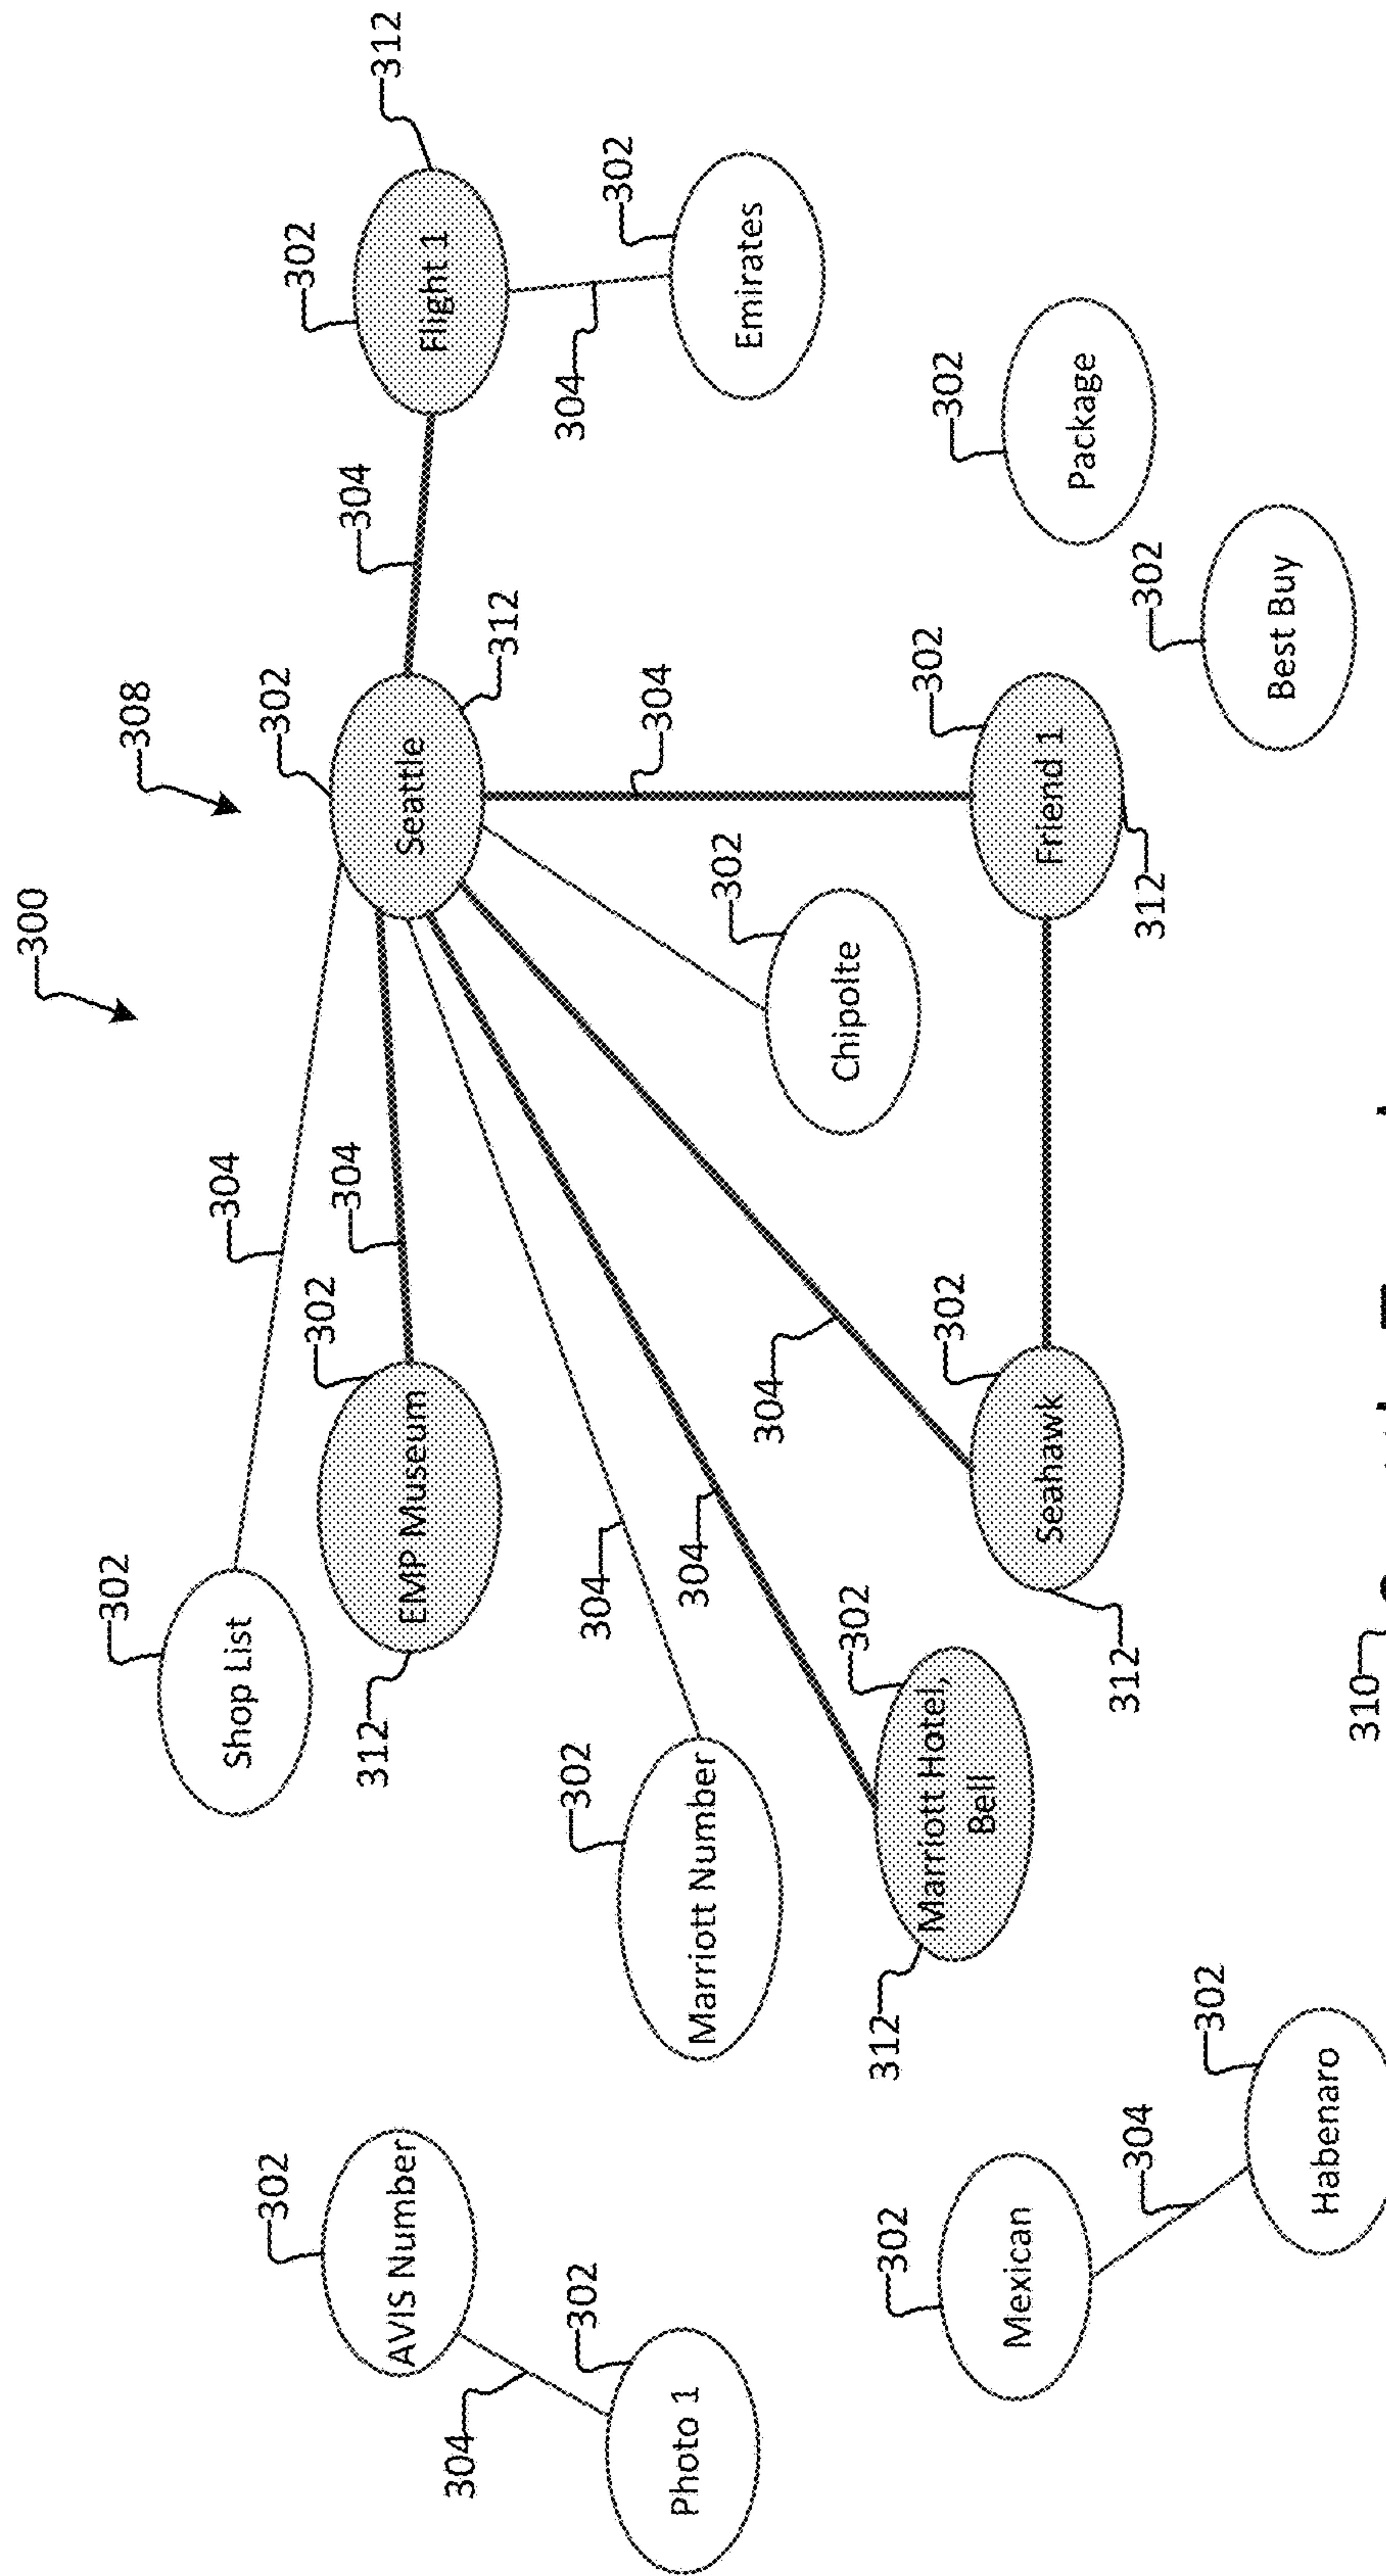 300
302
308
Shop List
304
302
302
302
302
304
304
312
312
AVIS Number
EMP Museum
Seattle
Flight 1
304
312
304
302
302
304
302
304
Photo 1
Marriott Number
304
302
Emirates
304
Chipolte
302
312
302
Marriott Hotel,
Bell
302
302
302
Mexican
Seahawk
Friend 1
Package
304
312
312
302
302
Best Buy
Habenaro
310